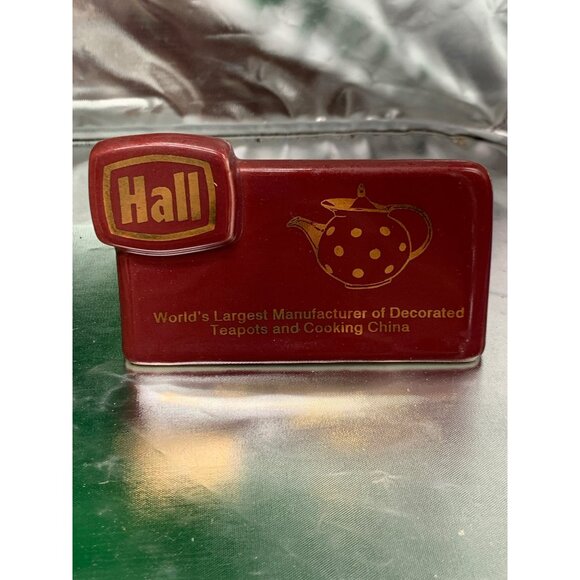 Hall
World's Largest Manufacturer of Decorated
Teapots and Cooking China